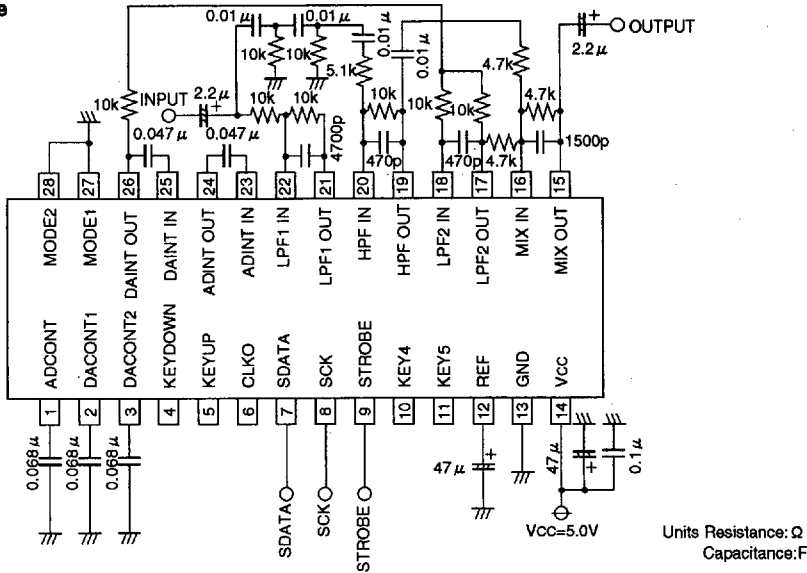 e
0.01μ
0.01μ
10k
10k
0.01μ
0.01μ
5.1k
4.7k
4.7k
2.2μ
OUTPUT
10k
INPUT
2.2μ
+
+
10k
10k
10k
10k
10k
0.047μ
0.047μ
4700p
470p
470p
4.7k
1500p
28
27
26
25
24
23
22
21
20
19
18
17
16
15
MODE2
MODE1
DAINT OUT
DAINT IN
ADINT OUT
ADINT IN
LPF1 IN
LPF1 OUT
HPF IN
HPF OUT
LPF2 IN
LPF2 OUT
MIX IN
MIX OUT
ADCONT
DACONT1
DACONT2
KEYDOWN
KEYUP
CLKO
SDATA
SCK
STROBE
KEY4
KEY5
REF
GND
VCC
1
2
3
4
5
6
7
8
9
10
11
12
13
14
0.068μ
0.068μ
0.068μ
47μ
+
47μ
+
0.1μ
SDATA
SCK
STROBE
VCC=5.0V
Units Resistance: Ω
Capacitance:F